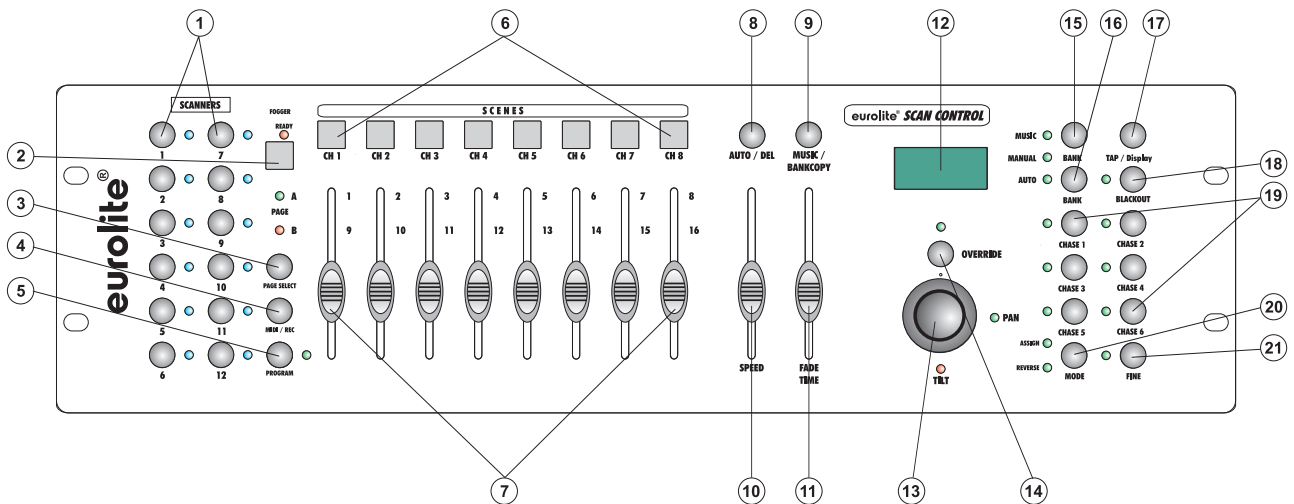 1
6
8
9
12
15
16
17
SCANNERS
FOGGER
READY
SCENES
eurolite® SCAN CONTROL
MUSIC
MANUAL
AUTO
1
7
CH 1
CH 2
CH 3
CH 4
CH 5
CH 6
CH 7
CH 8
AUTO / DEL
MUSIC /
BANKCOPY
BANK
TAP / Display
2
18
3
4
5
eurolite®
2
8
A
PAGE
B
1
2
3
4
5
6
7
8
9
10
11
12
13
14
15
16
BANK
BLACKOUT
19
3
9
OVERRIDE
CHASE 1
CHASE 2
4
10
PAGE SELECT
CHASE 3
CHASE 4
5
11
MIDI / REC
PAN
CHASE 5
CHASE 6
20
ASSIGN
REVERSE
6
12
PROGRAM
SPEED
FADE
TIME
TILT
MODE
FINE
21
7
10
11
13
14